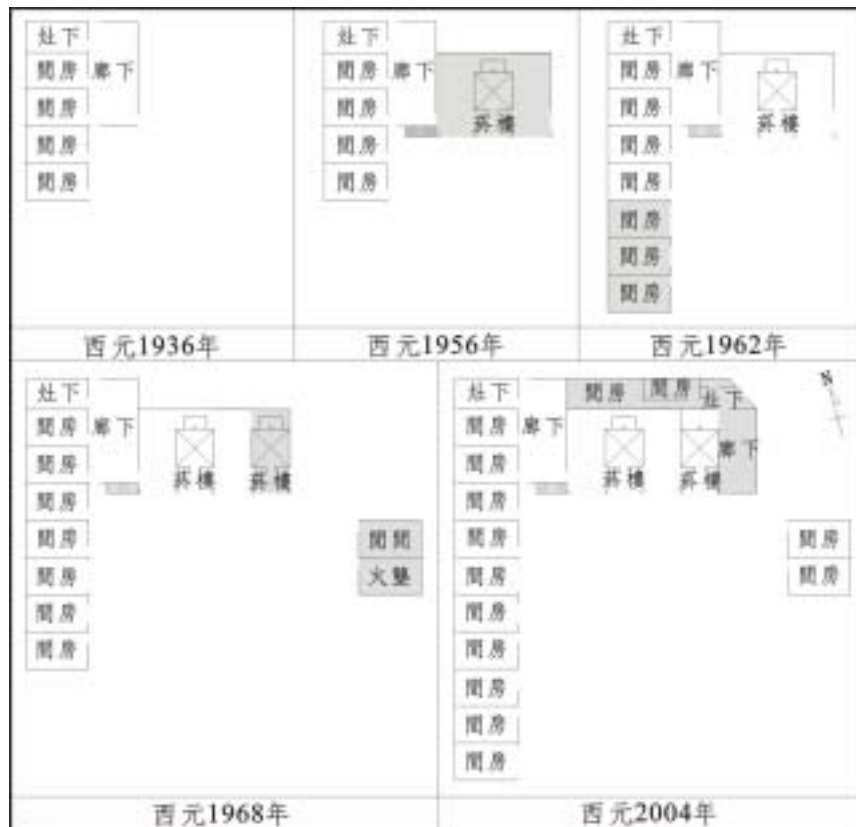 灶下
間房 廊下
間房
間房
間房
西元1936年
灶下
間房 廊下
間房
間房
間房
菸樓
西元1956年
灶下
間房 廊下
間房
間房
間房
間房
間房
間房
菸樓
西元1962年
灶下
間房 廊下
間房
間房
間房
間房
間房
間房
菸樓 菸樓
西元1968年
灶下 間房 間房 灶下
間房 廊下 廊下
間房 菸樓 菸樓
間房
間房 間房
間房 間房
間房
間房
間房
間房
間房
N
西元2004年